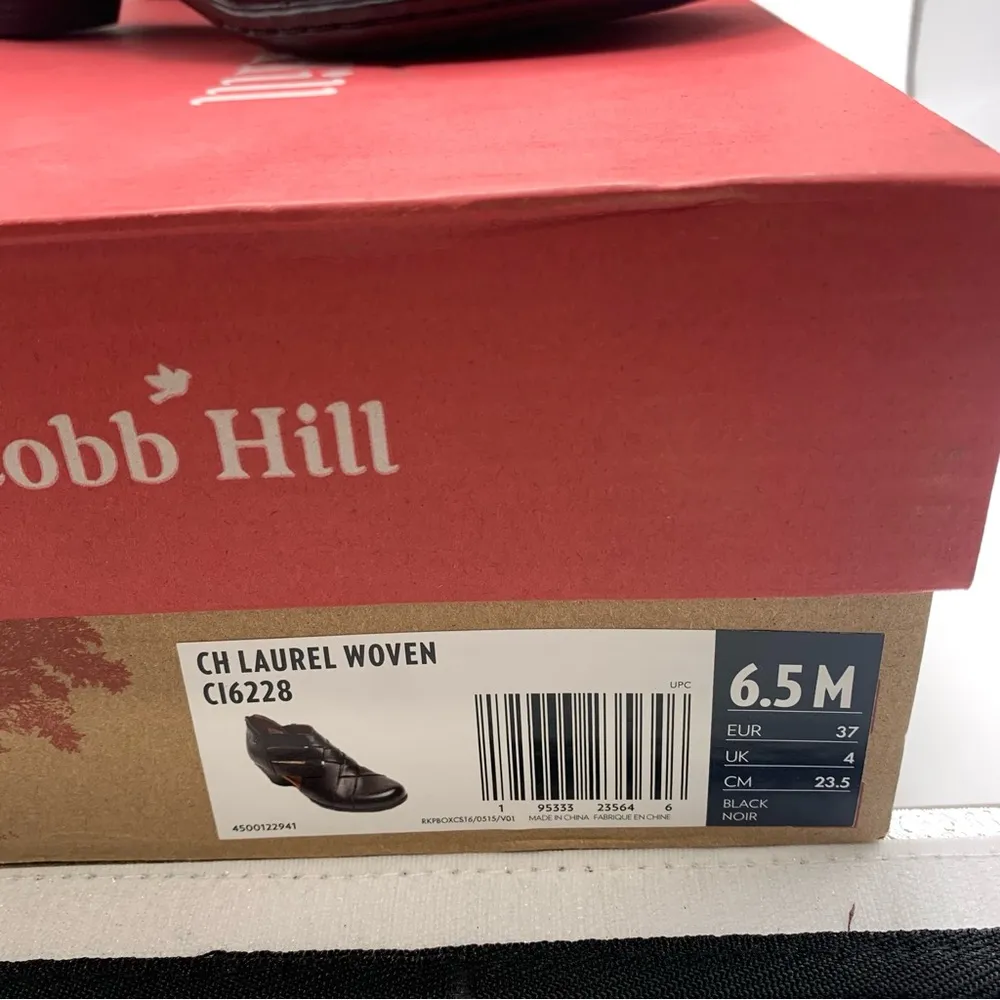 obb Hill
CH LAUREL WOVEN
CI6228
4500122941
UPC
1 95333 23564 6
RKPBOXCS16/0515/V01 MADE IN CHINA FABRIQUE EN CHINE
6.5 M
EUR 37
UK 4
CM 23.5
BLACK
NOIR